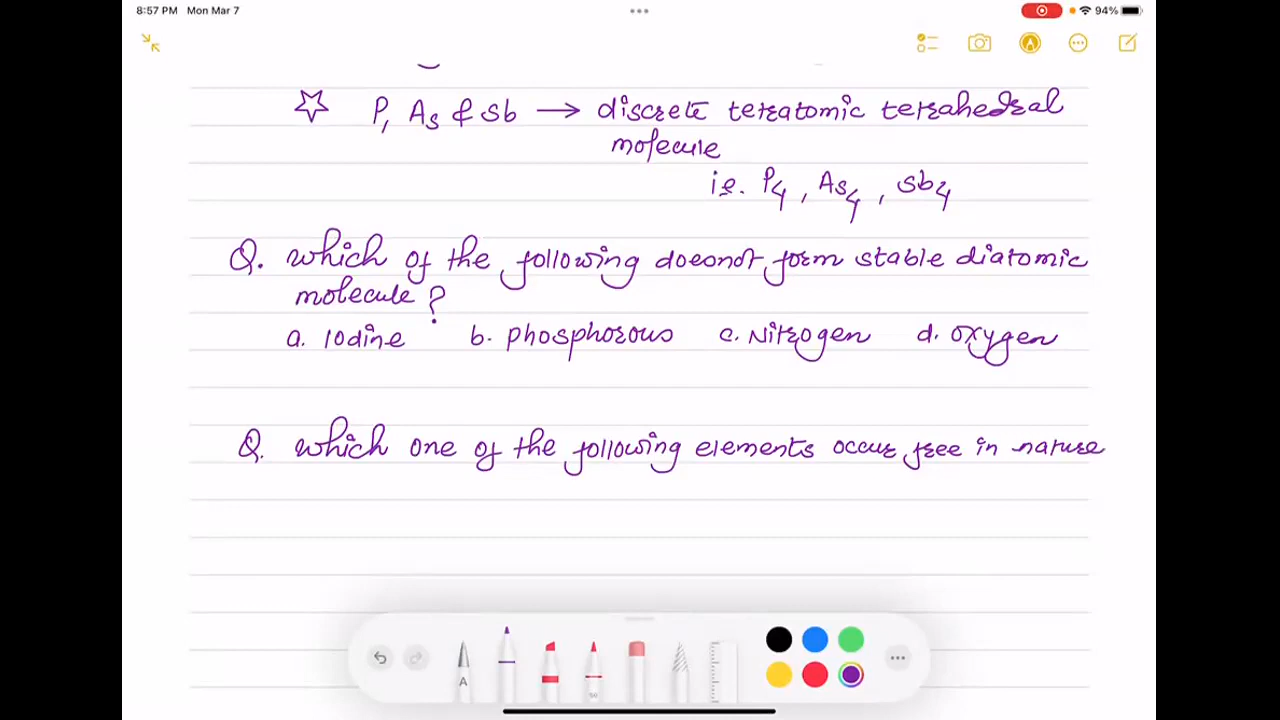 8:57 PM Mon Mar 7
94%
☆ P, As & Sb → discrete tetratomic tetrahedral
molecule
i.e. P4, As4, Sb4
Q. which of the following doesnot form stable diatomic
molecule?
a. Iodine b. phosphorous c. Nitrogen d. oxygen
Q. which one of the following elements occur free in nature
A
50